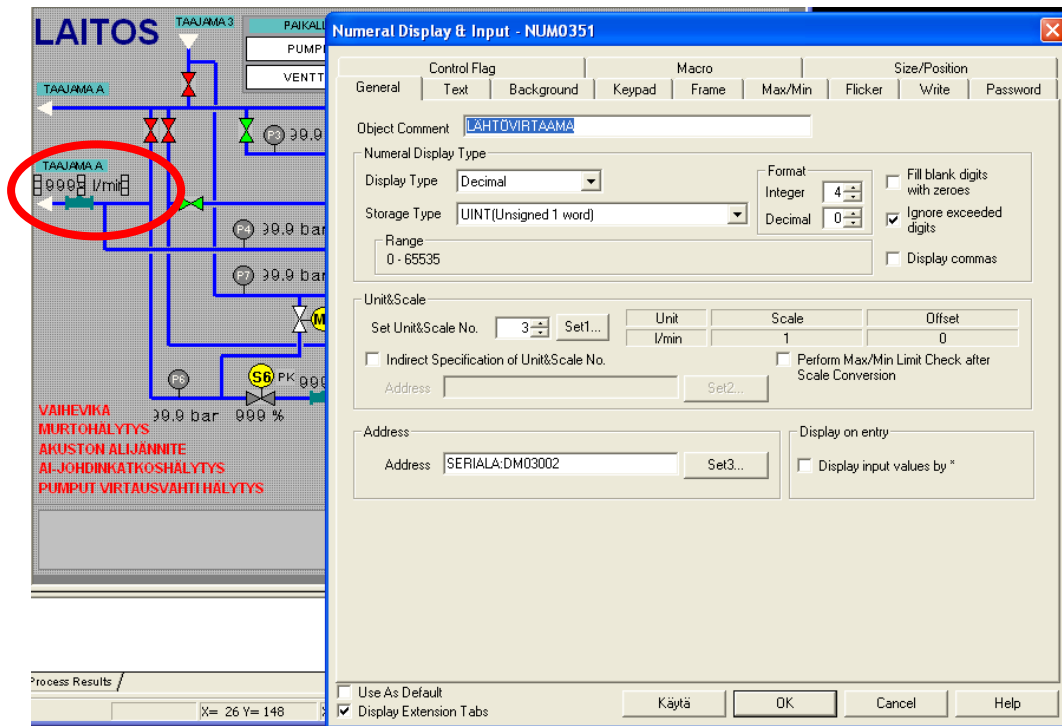 LAITOS
TAAJAMA 3
PAIKALL
PUMPI
VENTT
TAAJAMA A
P3 99.9
TAAJAMA A
9999 l/min
P4 99.9 bar
P7 99.9 bar
M
P6
S6 PK 999
99.9 bar 999 %
VAIHEVIKA
MURTOHÄLYTYS
AKUSTON ALIJÄNNITE
AI-JOHDINKATKOSHÄLYTYS
PUMPUT VIRTAUSVAHTI HÄLYTYS
Process Results
X= 26 Y= 148
Numeral Display & Input - NUM0351
Control Flag Macro Size/Position
General Text Background Keypad Frame Max/Min Flicker Write Password
Object Comment LÄHTÖVIRTAAMA
Numeral Display Type
Display Type Decimal
Storage Type UINT(Unsigned 1 word)
Format
Integer 4
Decimal 0
Fill blank digits
with zeroes
Ignore exceeded
digits
Display commas
Range
0 - 65535
Unit&Scale
Set Unit&Scale No. 3 Set1...
Unit Scale Offset
l/min 1 0
Indirect Specification of Unit&Scale No.
Address Set2...
Perform Max/Min Limit Check after
Scale Conversion
Address
Address SERIALA:DM03002 Set3...
Display on entry
Display input values by *
Use As Default
Display Extension Tabs
Käytä OK Cancel Help